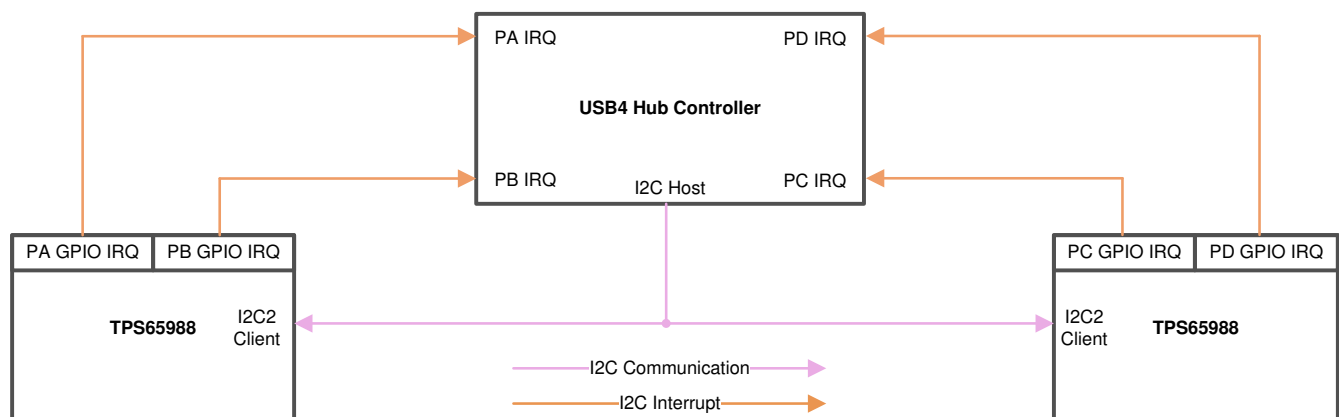 PA IRQ
PD IRQ
USB4 Hub Controller
PB IRQ
I2C Host
PC IRQ
PA GPIO IRQ
PB GPIO IRQ
PC GPIO IRQ
PD GPIO IRQ
TPS65988
I2C2
Client
I2C2
Client
TPS65988
I2C Communication
I2C Interrupt